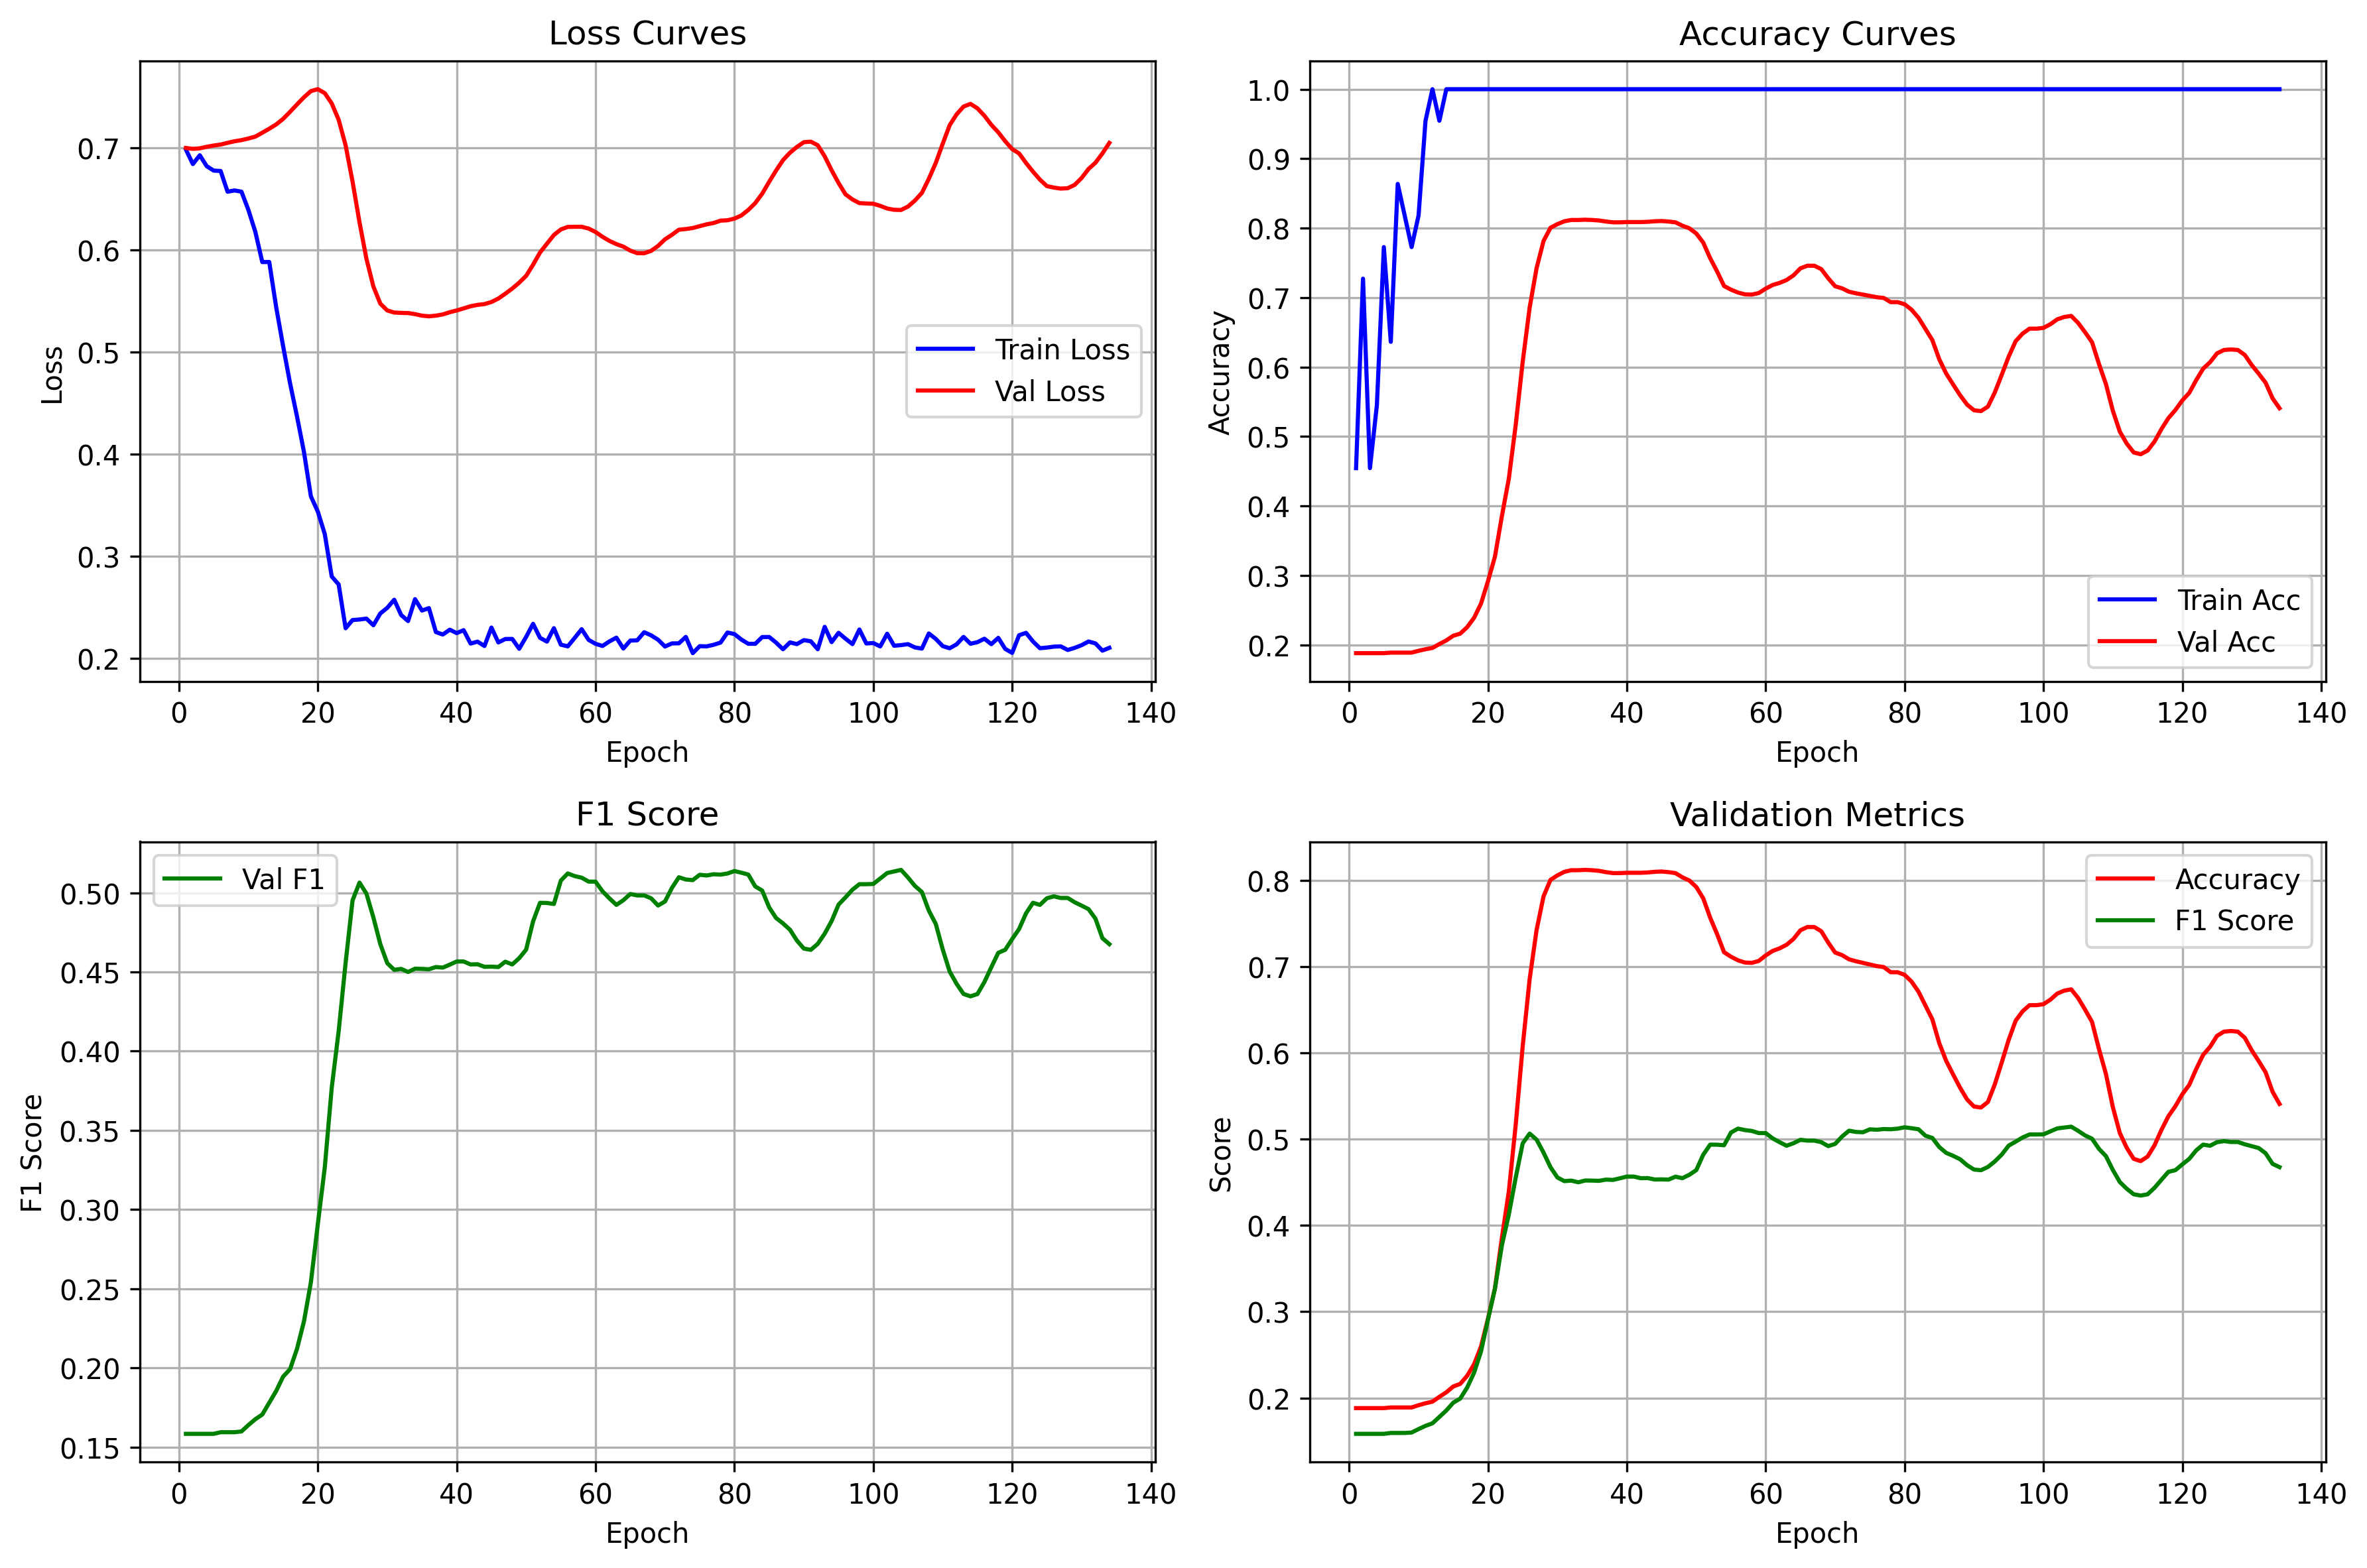 Loss Curves
Loss
0.7
0.6
0.5
0.4
0.3
0.2
Train Loss
Val Loss
0 20 40 60 80 100 120 140
Epoch
Accuracy Curves
Accuracy
1.0
0.9
0.8
0.7
0.6
0.5
0.4
0.3
0.2
Train Acc
Val Acc
0 20 40 60 80 100 120 140
Epoch
F1 Score
F1 Score
Val F1
0.50
0.45
0.40
0.35
0.30
0.25
0.20
0.15
0 20 40 60 80 100 120 140
Epoch
Validation Metrics
Score
Accuracy
F1 Score
0.8
0.7
0.6
0.5
0.4
0.3
0.2
0 20 40 60 80 100 120 140
Epoch